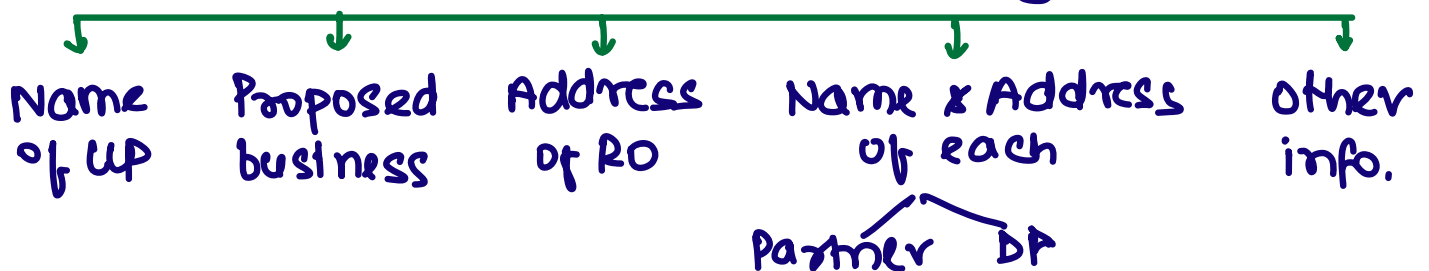 Name Proposed Address Name & Address Other
of LLP business of RO of each info.
Partner DP